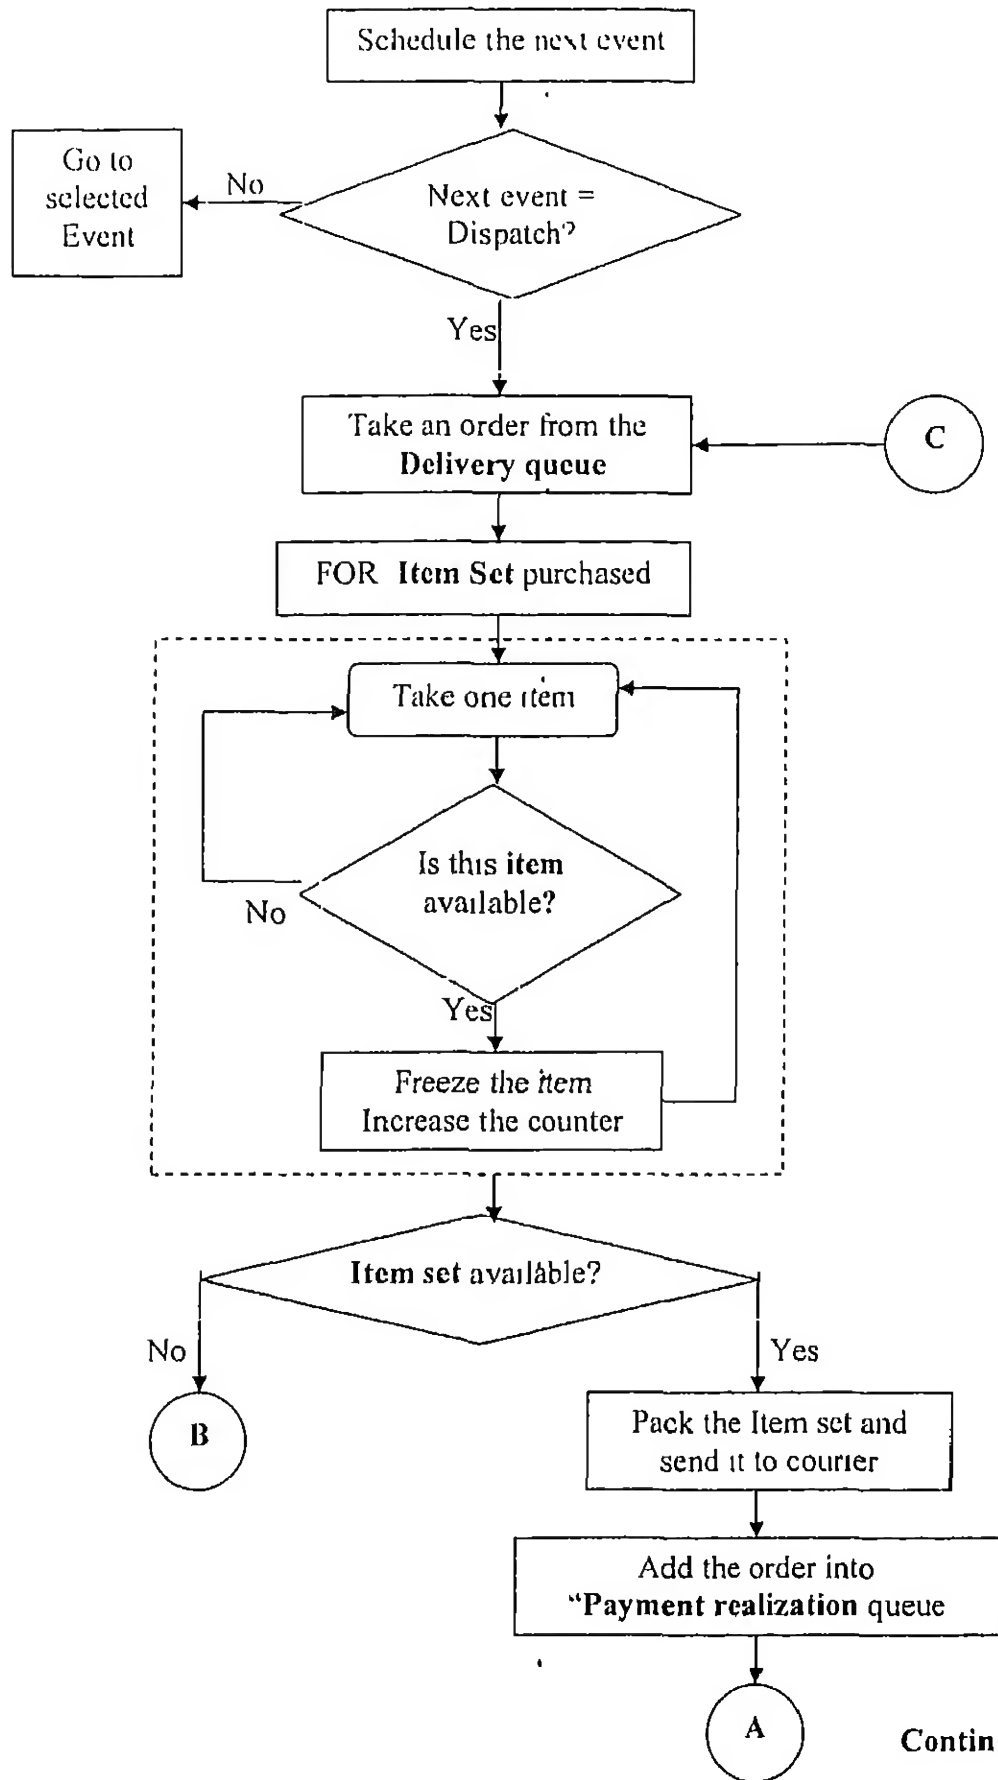 Schedule the next event
Go to
selected
Event
No
Next event =
Dispatch?
Yes
Take an order from the
Delivery queue
C
FOR Item Set purchased
Take one item
Is this item
available?
No
Yes
Freeze the item
Increase the counter
Item set available?
No
Yes
B
Pack the Item set and
send it to courier
Add the order into
“Payment realization queue
A
Contin